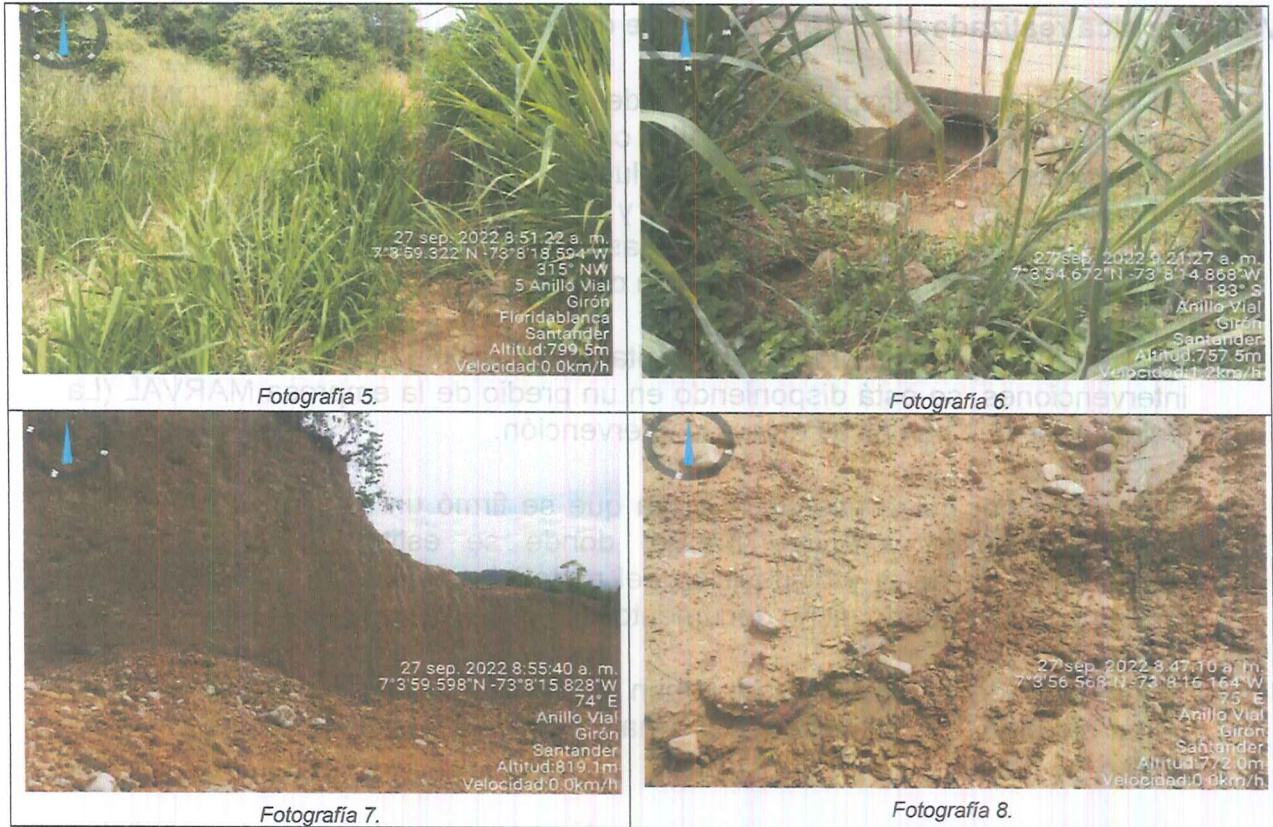 27 sep. 2022 8:51:22 a. m.
7°3'59.322"N -73°8'18.594"W
315° NW
5 Anillo Vial
Girón
Floridablanca
Santander
Altitud:799.5m
Velocidad:0.0km/h
Fotografía 5.
27 sep. 2022 9:21:27 a. m.
7°3'54.672"N -73°8'14.868"W
183° S
Anillo Vial
Girón
Santander
Altitud:757.5m
Velocidad:1.2km/h
Fotografía 6.
intervenciones se está disponiendo en un predio de la empresa MARVAL (La
27 sep. 2022 8:55:40 a. m.
7°3'59.598"N -73°8'15.828"W
74° E
Anillo Vial
Girón
Santander
Altitud:819.1m
Velocidad:0.0km/h
Fotografía 7.
que se firmó un
donde se
27 sep. 2022 8:47:10 a. m.
7°3'56.568"N -73°8'16.164"W
75° E
Anillo Vial
Girón
Santander
Altitud:772.0m
Velocidad:0.0km/h
Fotografía 8.